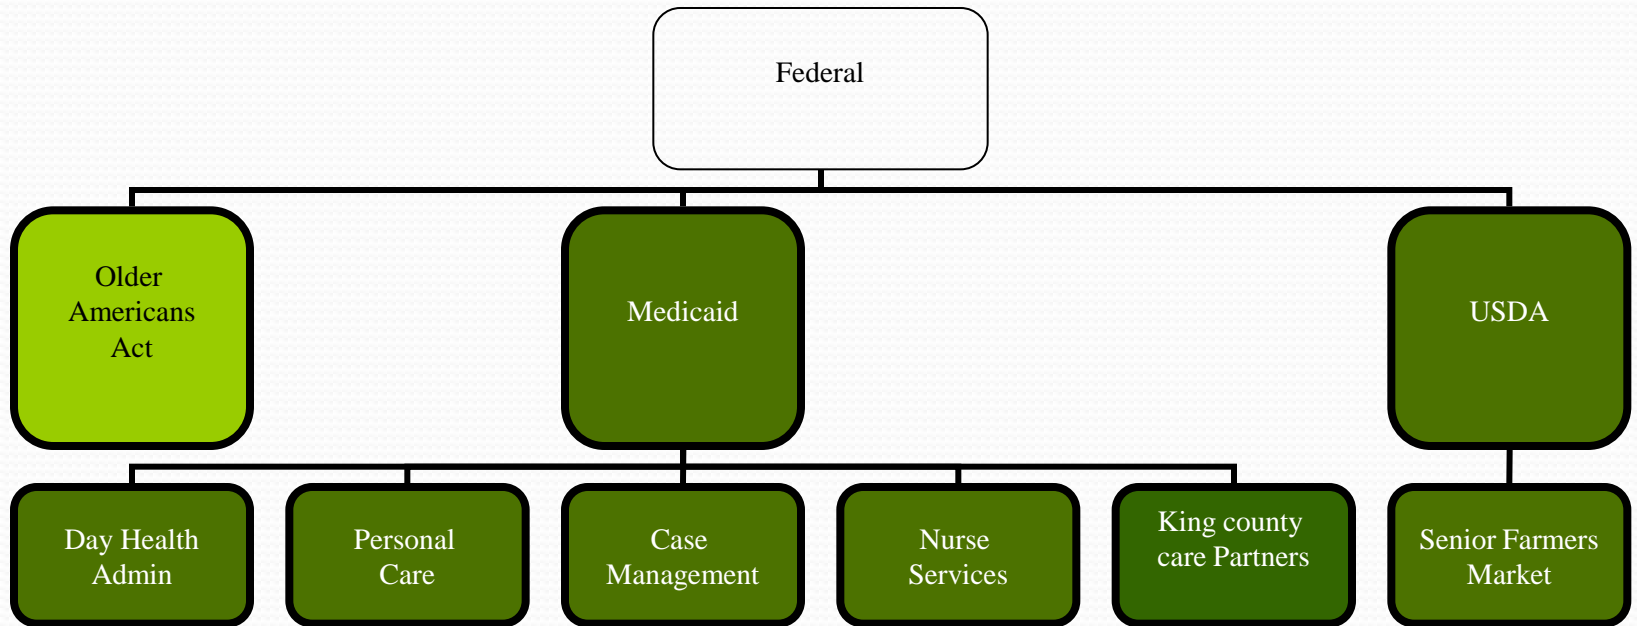 Federal
Older
Americans
Act
Medicaid
USDA
Day Health
Admin
Personal
Care
Case
Management
Nurse
Services
King county
care Partners
Senior Farmers
Market